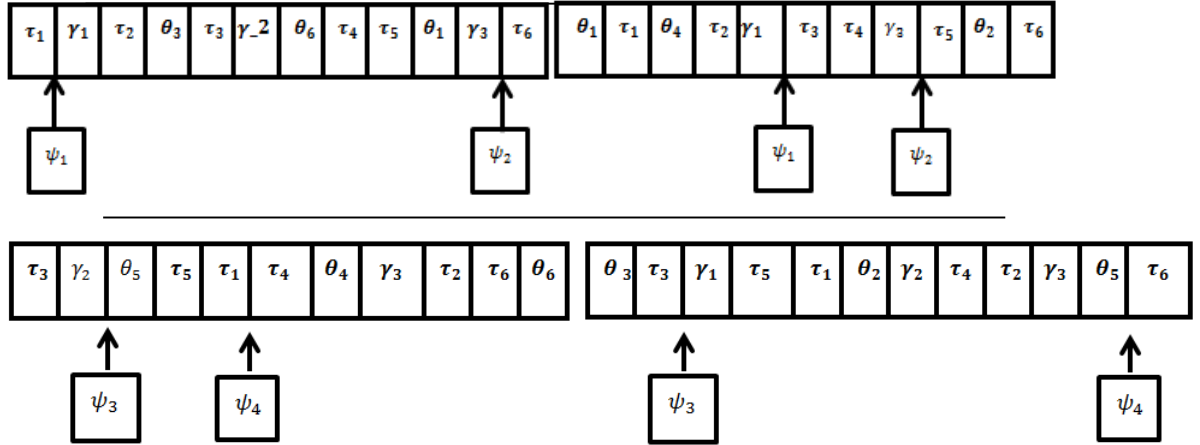 τ₁ γ₁ τ₂ θ₃ τ₃ γ_2 θ₆ τ₄ τ₅ θ₁ γ₃ τ₆ θ₁ τ₁ θ₄ τ₂ γ₁ τ₃ τ₄ γ₃ τ₅ θ₂ τ₆
ψ₁ ψ₂ ψ₁ ψ₂
τ₃ γ₂ θ₅ τ₅ τ₁ τ₄ θ₄ γ₃ τ₂ τ₆ θ₆ θ₃ τ₃ γ₁ τ₅ τ₁ θ₂ γ₂ τ₄ τ₂ γ₃ θ₅ τ₆
ψ₃ ψ₄ ψ₃ ψ₄